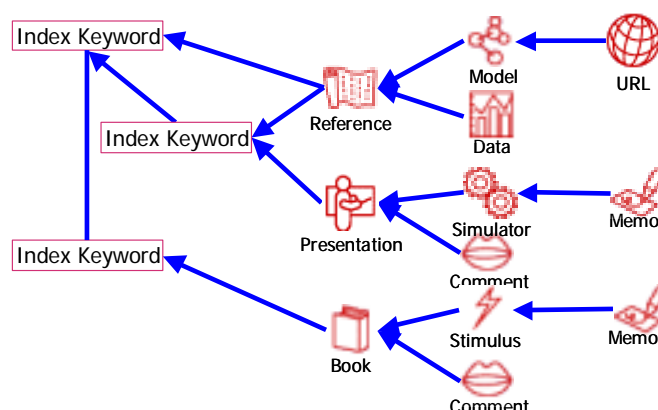 Index Keyword
Model
URL
Reference
Data
Index Keyword
Presentation
Simulator
Memo
Index Keyword
Comment
Stimulus
Memo
Book
Comment